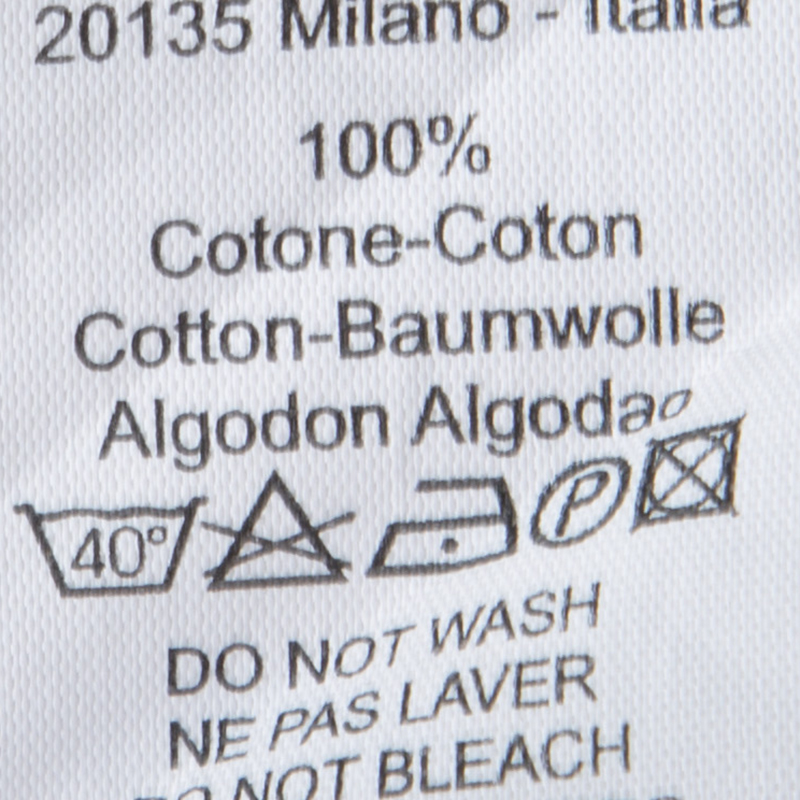 20135 Milano - Italia
100%
Cotone-Coton
Cotton-Baumwolle
Algodon Algodao
40° P
DO NOT WASH
NE PAS LAVER
DO NOT BLEACH